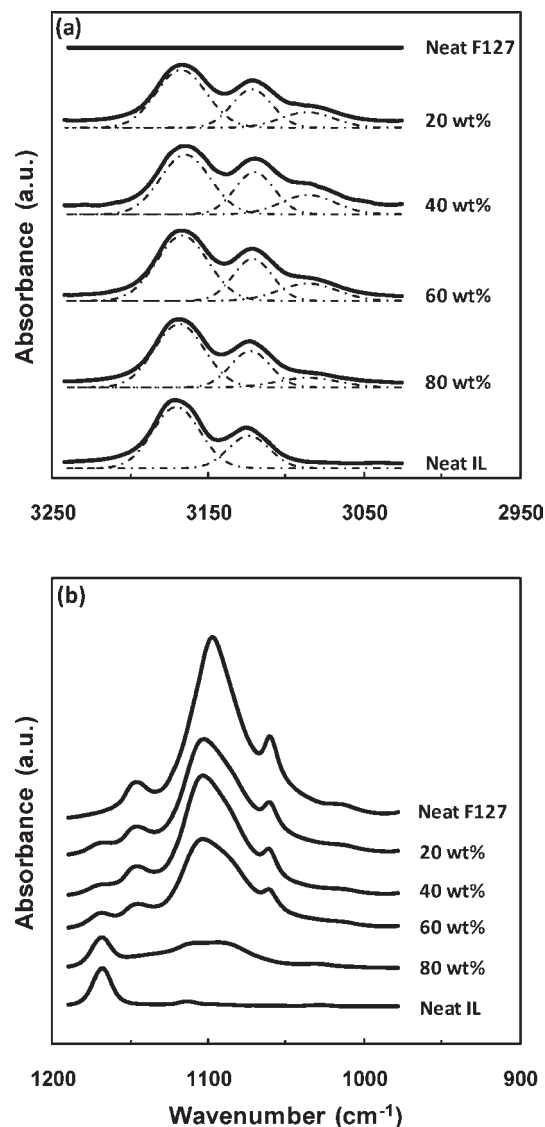 (a)
Neat F127
20 wt%
40 wt%
60 wt%
80 wt%
Neat IL
Absorbance (a.u.)
3250 3150 3050 2950
(b)
Neat F127
20 wt%
40 wt%
60 wt%
80 wt%
Neat IL
Absorbance (a.u.)
1200 1100 1000 900
Wavenumber (cm-1)